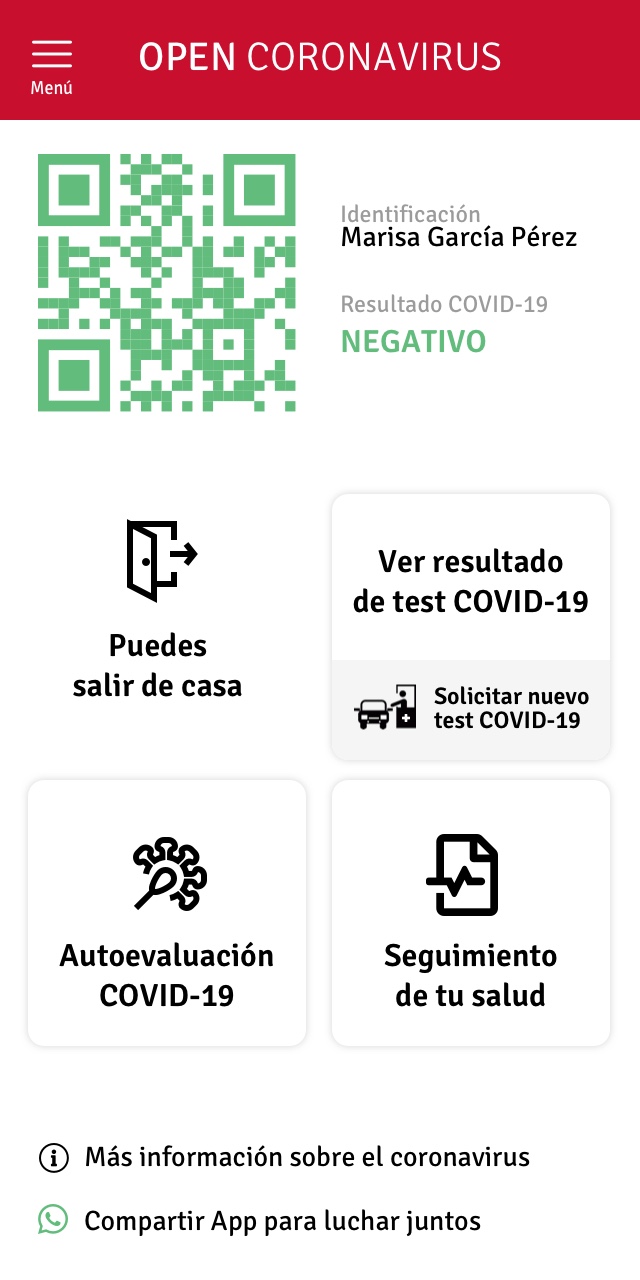 OPEN CORONAVIRUS
Menú
Identificación
Marisa García Pérez
Resultado COVID-19
NEGATIVO
Puedes
salir de casa
Ver resultado
de test COVID-19
Solicitar nuevo
test COVID-19
Autoevaluación
COVID-19
Seguimiento
de tu salud
Más información sobre el coronavirus
Compartir App para luchar juntos